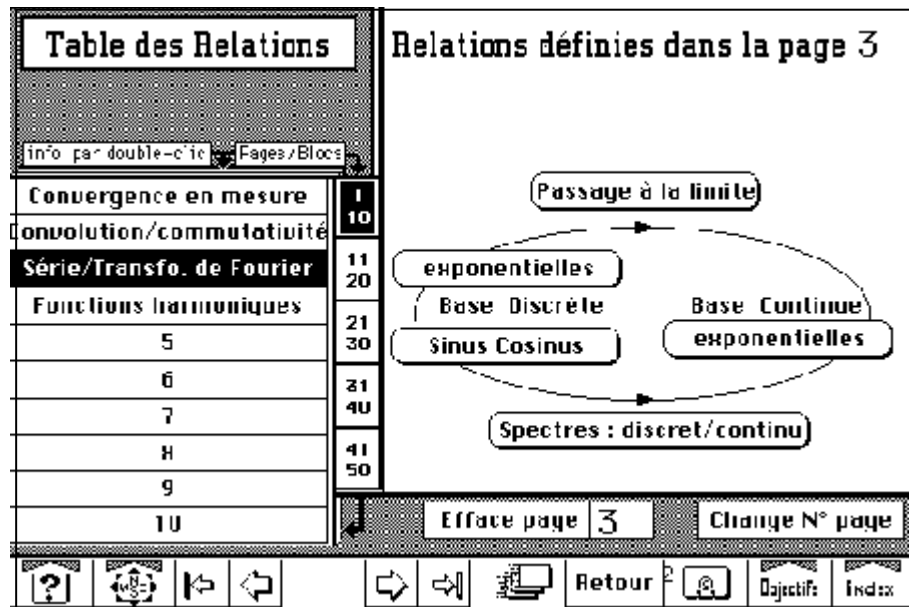 Table des Relations
Relations définies dans la page 3
info par double-clic
Pages/Blocs
Convergence en mesure
Convolution/commutativité
Série/Transfo. de Fourier
Fonctions harmoniques
5
6
7
8
9
10
1
10
11
20
21
30
31
40
41
50
Passage à la limite
exponentielles
Base Discrète
Sinus Cosinus
Base Continue
exponentielles
Spectres : discret/continu
Efface page 3
Change N° page
?
Retour
2
Objectifs
Index